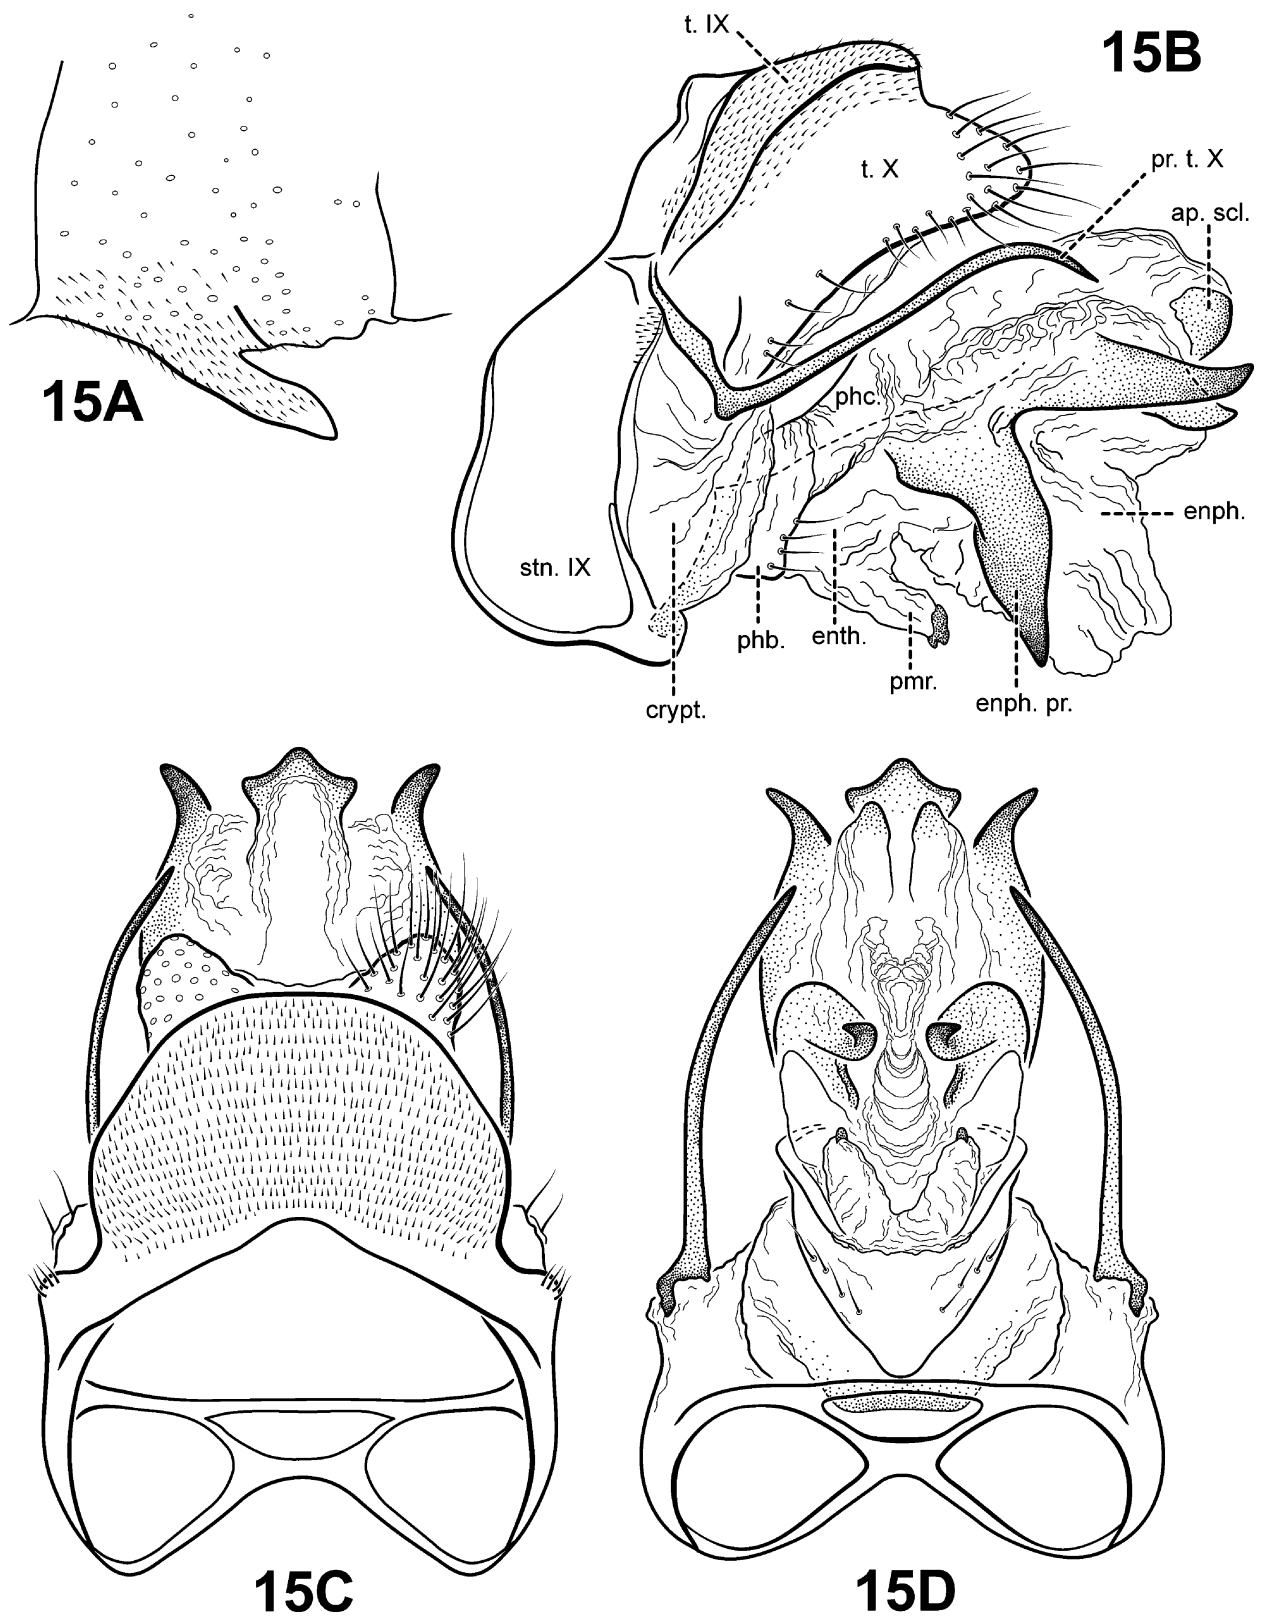 t. IX
15B
t. X
pr. t. X
ap. scl.
15A
phc.
enph.
stn. IX
phb.
enth.
pmr.
enph. pr.
crypt.
15C
15D